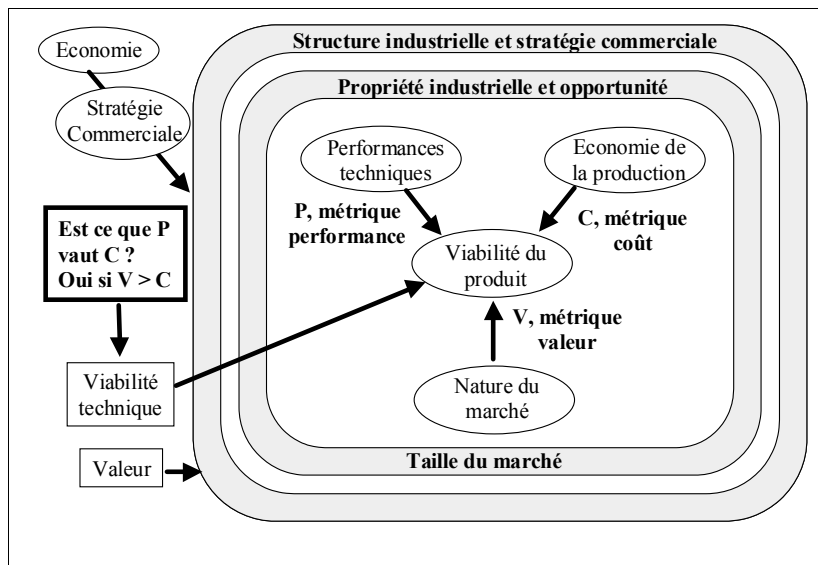 Structure industrielle et stratégie commerciale
Economie
Propriété industrielle et opportunité
Stratégie
Commerciale
Performances
techniques
Economie de
la production
P, métrique
performance
C, métrique
coût
Est ce que P
vaut C ?
Oui si V > C
Viabilité du
produit
V, métrique
valeur
Viabilité
technique
Nature du
marché
Taille du marché
Valeur